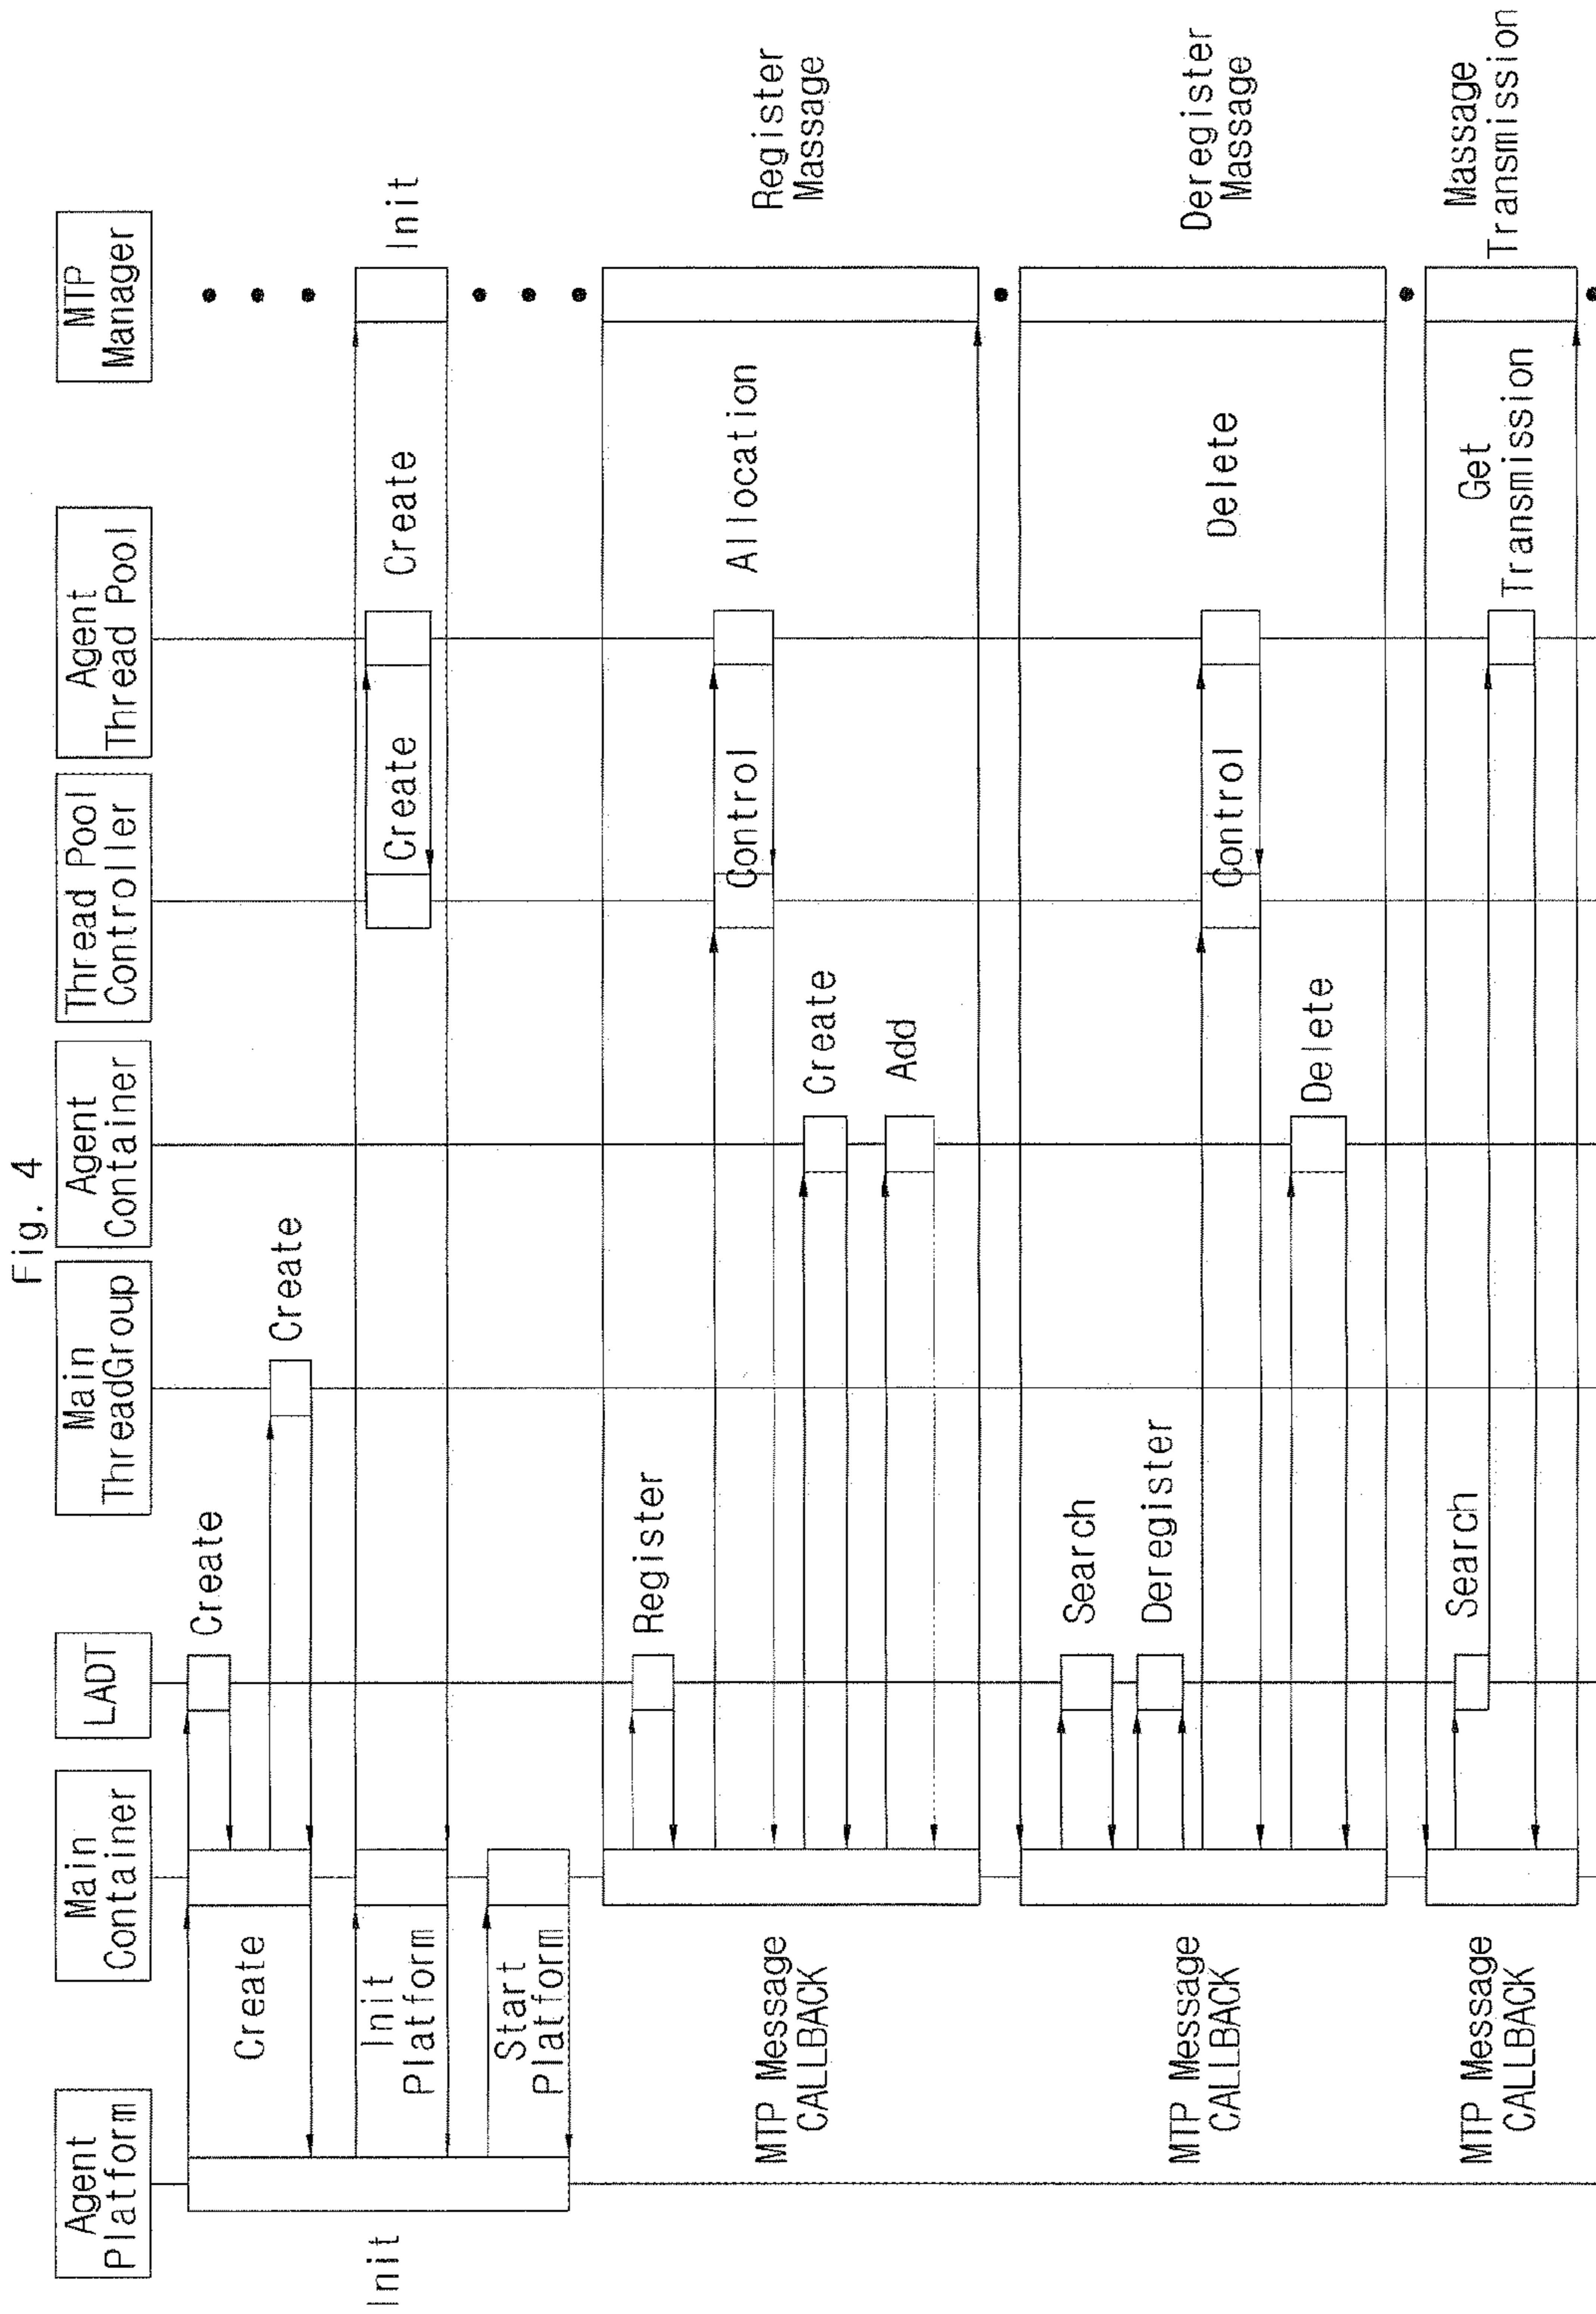 Fig. 4
Agent
Platform
Main
Container
LADT
Main
ThreadGroup
Agent
Container
Thread Pool
Controller
Agent
Thread Pool
MTP
Manager
Init
Create
Create
Create
Init
Platform
Create
Create
Init
Start
Platform
MTP Message
CALLBACK
Register
Control
Allocation
Create
Add
Register
Massage
MTP Message
CALLBACK
Search
Deregister
Control
Delete
Delete
Deregister
Massage
MTP Message
CALLBACK
Search
Get
Transmission
Massage
Transmission